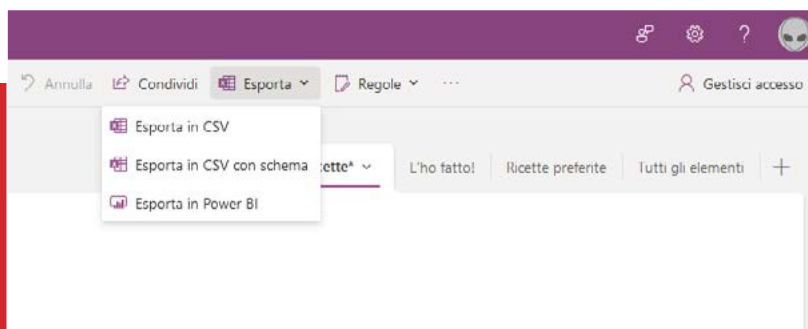 Annulla Condividi Esporta Regole ... Gestisci accesso
Esporta in CSV
Esporta in CSV con schema
Esporta in Power BI
ette* L'ho fatto! Ricette preferite Tutti gli elementi